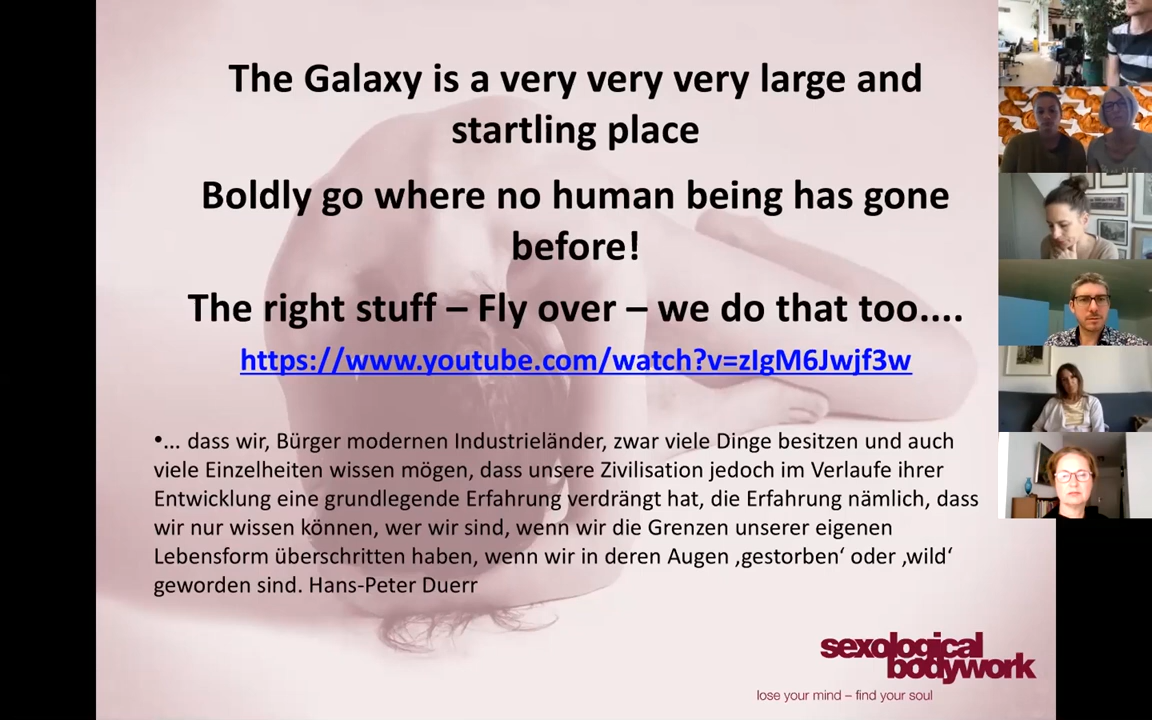 The Galaxy is a very very very large and
startling place
Boldly go where no human being has gone
before!
The right stuff – Fly over – we do that too....
https://www.youtube.com/watch?v=zIgM6Jwjf3w
•... dass wir, Bürger modernen Industrieländer, zwar viele Dinge besitzen und auch
viele Einzelheiten wissen mögen, dass unsere Zivilisation jedoch im Verlaufe ihrer
Entwicklung eine grundlegende Erfahrung verdrängt hat, die Erfahrung nämlich, dass
wir nur wissen können, wer wir sind, wenn wir die Grenzen unserer eigenen
Lebensform überschritten haben, wenn wir in deren Augen ‚gestorben‘ oder ‚wild‘
geworden sind. Hans-Peter Duerr
sexological
bodywork
lose your mind – find your soul